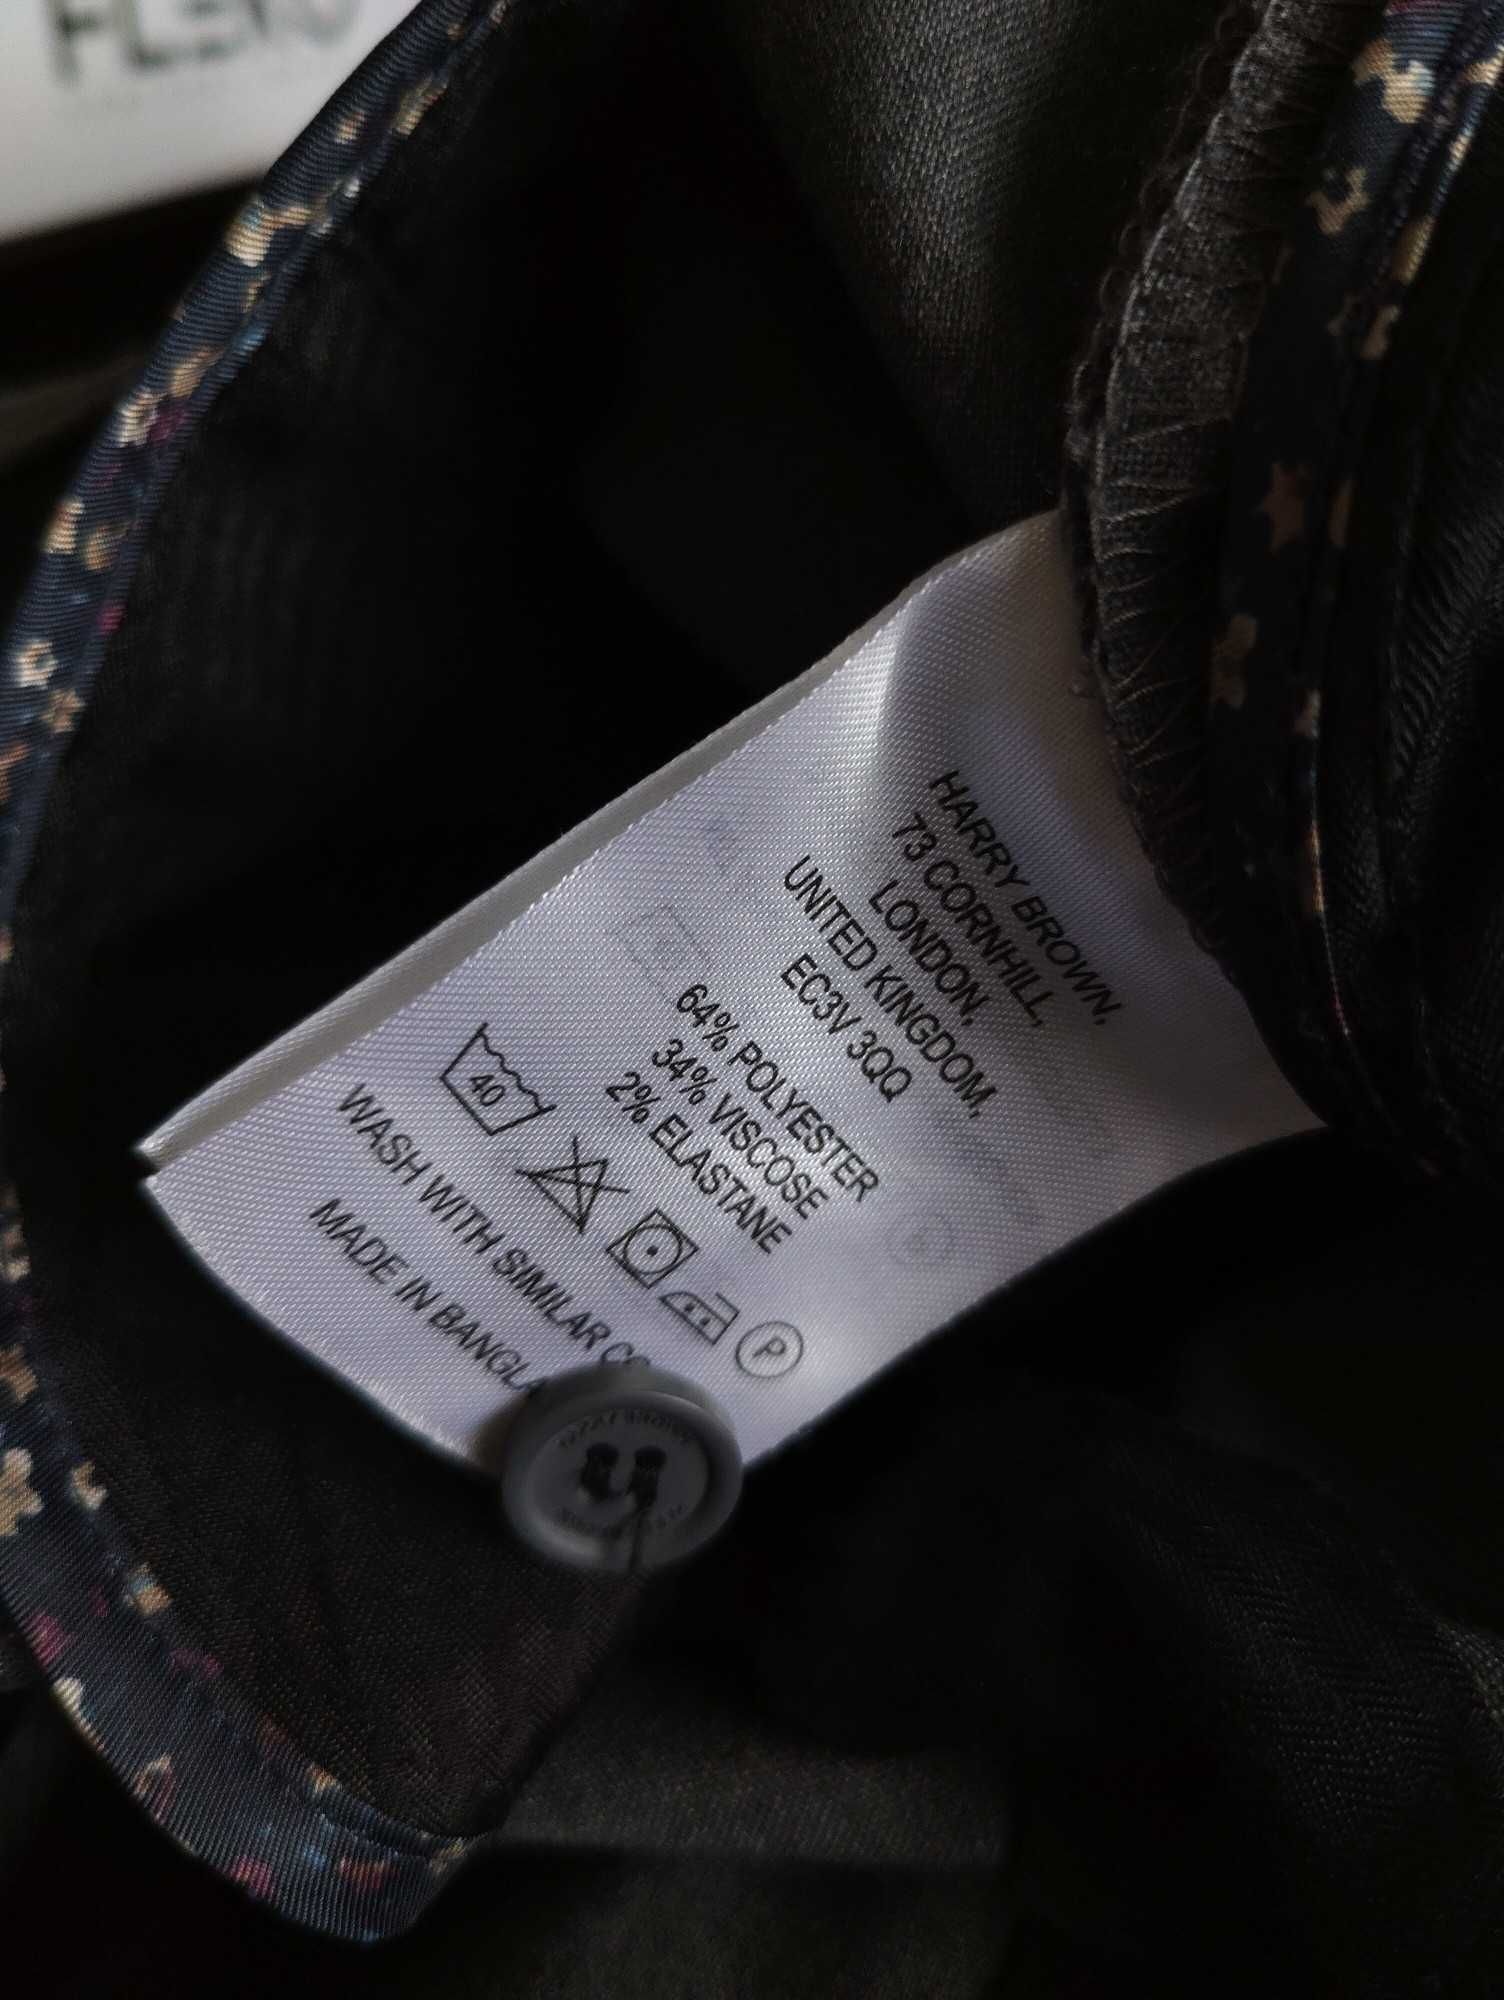 HARRY BROWN,
73 CORNHILL,
LONDON,
UNITED KINGDOM,
EC3V 3QQ
64% POLYESTER
34% VISCOSE
2% ELASTANE
40
P
WASH WITH SIMILAR
MADE IN